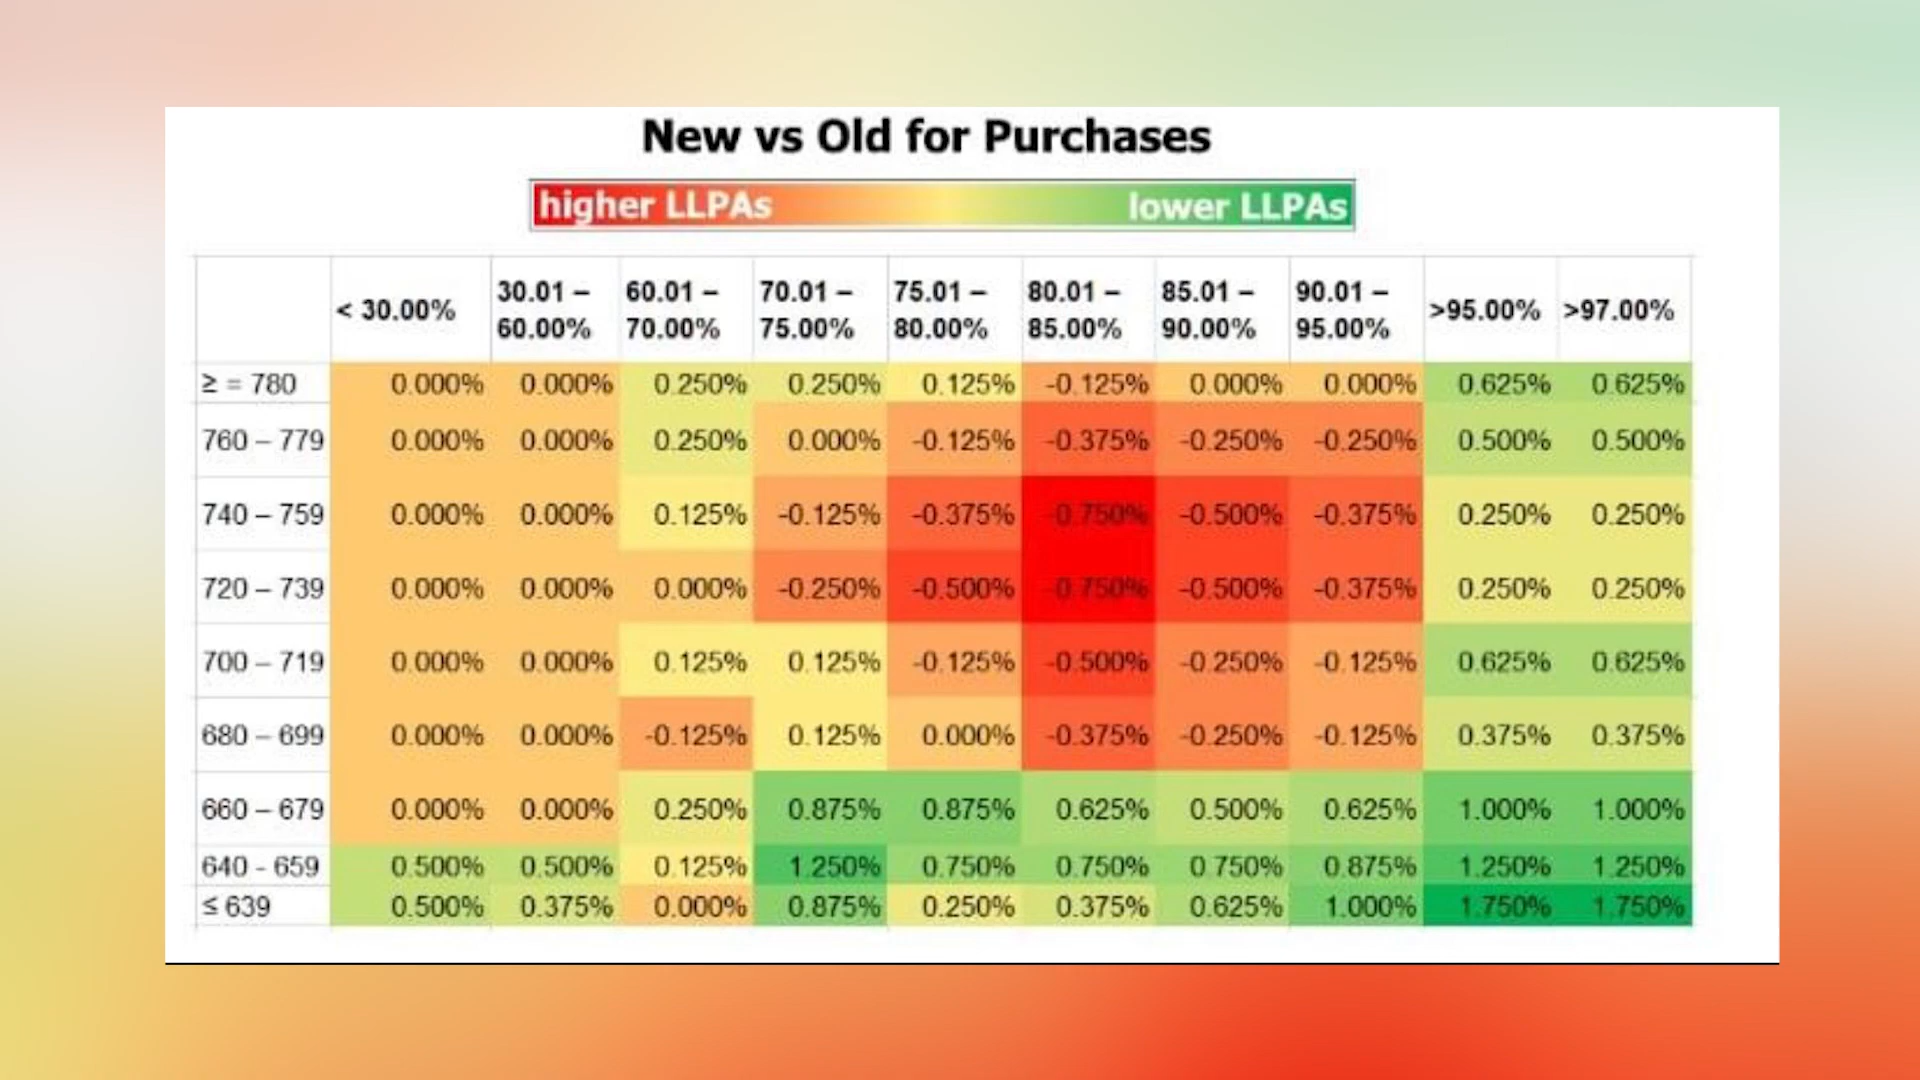 New vs Old for Purchases
higher LLPAs lower LLPAs
< 30.00% 30.01 – 60.00% 60.01 – 70.00% 70.01 – 75.00% 75.01 – 80.00% 80.01 – 85.00% 85.01 – 90.00% 90.01 – 95.00% >95.00% >97.00%
≥ = 780 0.000% 0.000% 0.250% 0.250% 0.125% -0.125% 0.000% 0.000% 0.625% 0.625%
760 – 779 0.000% 0.000% 0.250% 0.000% -0.125% -0.375% -0.250% -0.250% 0.500% 0.500%
740 – 759 0.000% 0.000% 0.125% -0.125% -0.375% -0.750% -0.500% -0.375% 0.250% 0.250%
720 – 739 0.000% 0.000% 0.000% -0.250% -0.500% -0.750% -0.500% -0.375% 0.250% 0.250%
700 – 719 0.000% 0.000% 0.125% 0.125% -0.125% -0.500% -0.250% -0.125% 0.625% 0.625%
680 – 699 0.000% 0.000% -0.125% 0.125% 0.000% -0.375% -0.250% -0.125% 0.375% 0.375%
660 – 679 0.000% 0.000% 0.250% 0.875% 0.875% 0.625% 0.500% 0.625% 1.000% 1.000%
640 - 659 0.500% 0.500% 0.125% 1.250% 0.750% 0.750% 0.750% 0.875% 1.250% 1.250%
≤ 639 0.500% 0.375% 0.000% 0.875% 0.250% 0.375% 0.625% 1.000% 1.750% 1.750%